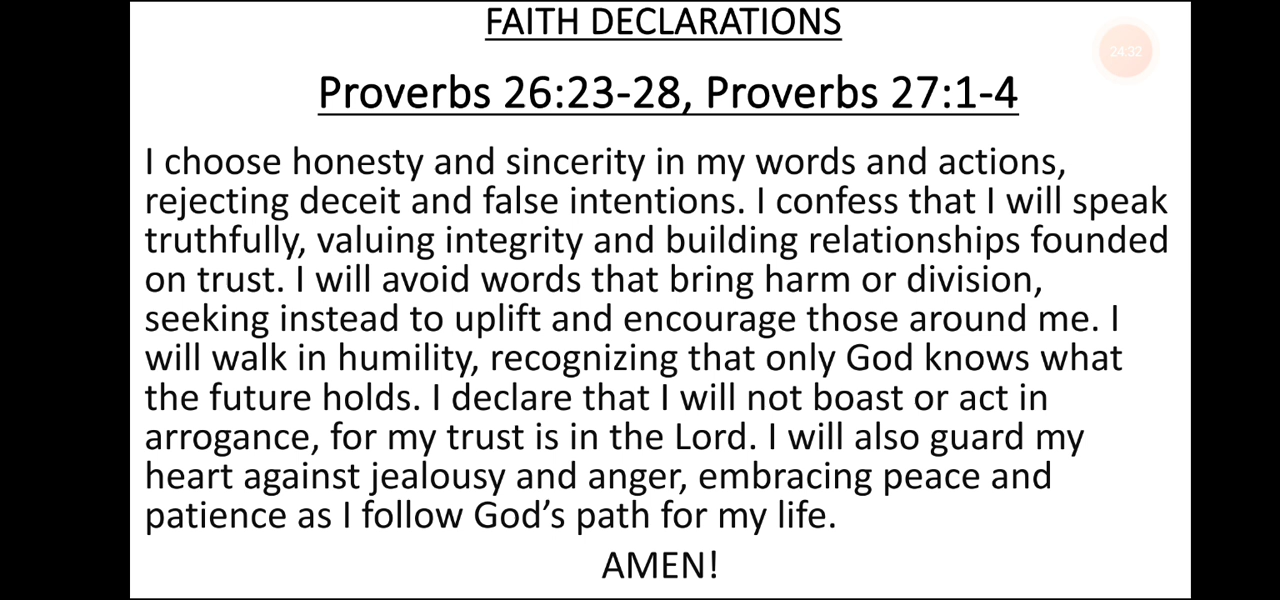 FAITH DECLARATIONS
24:32
Proverbs 26:23-28, Proverbs 27:1-4
I choose honesty and sincerity in my words and actions,
rejecting deceit and false intentions. I confess that I will speak
truthfully, valuing integrity and building relationships founded
on trust. I will avoid words that bring harm or division,
seeking instead to uplift and encourage those around me. I
will walk in humility, recognizing that only God knows what
the future holds. I declare that I will not boast or act in
arrogance, for my trust is in the Lord. I will also guard my
heart against jealousy and anger, embracing peace and
patience as I follow God’s path for my life.
AMEN!